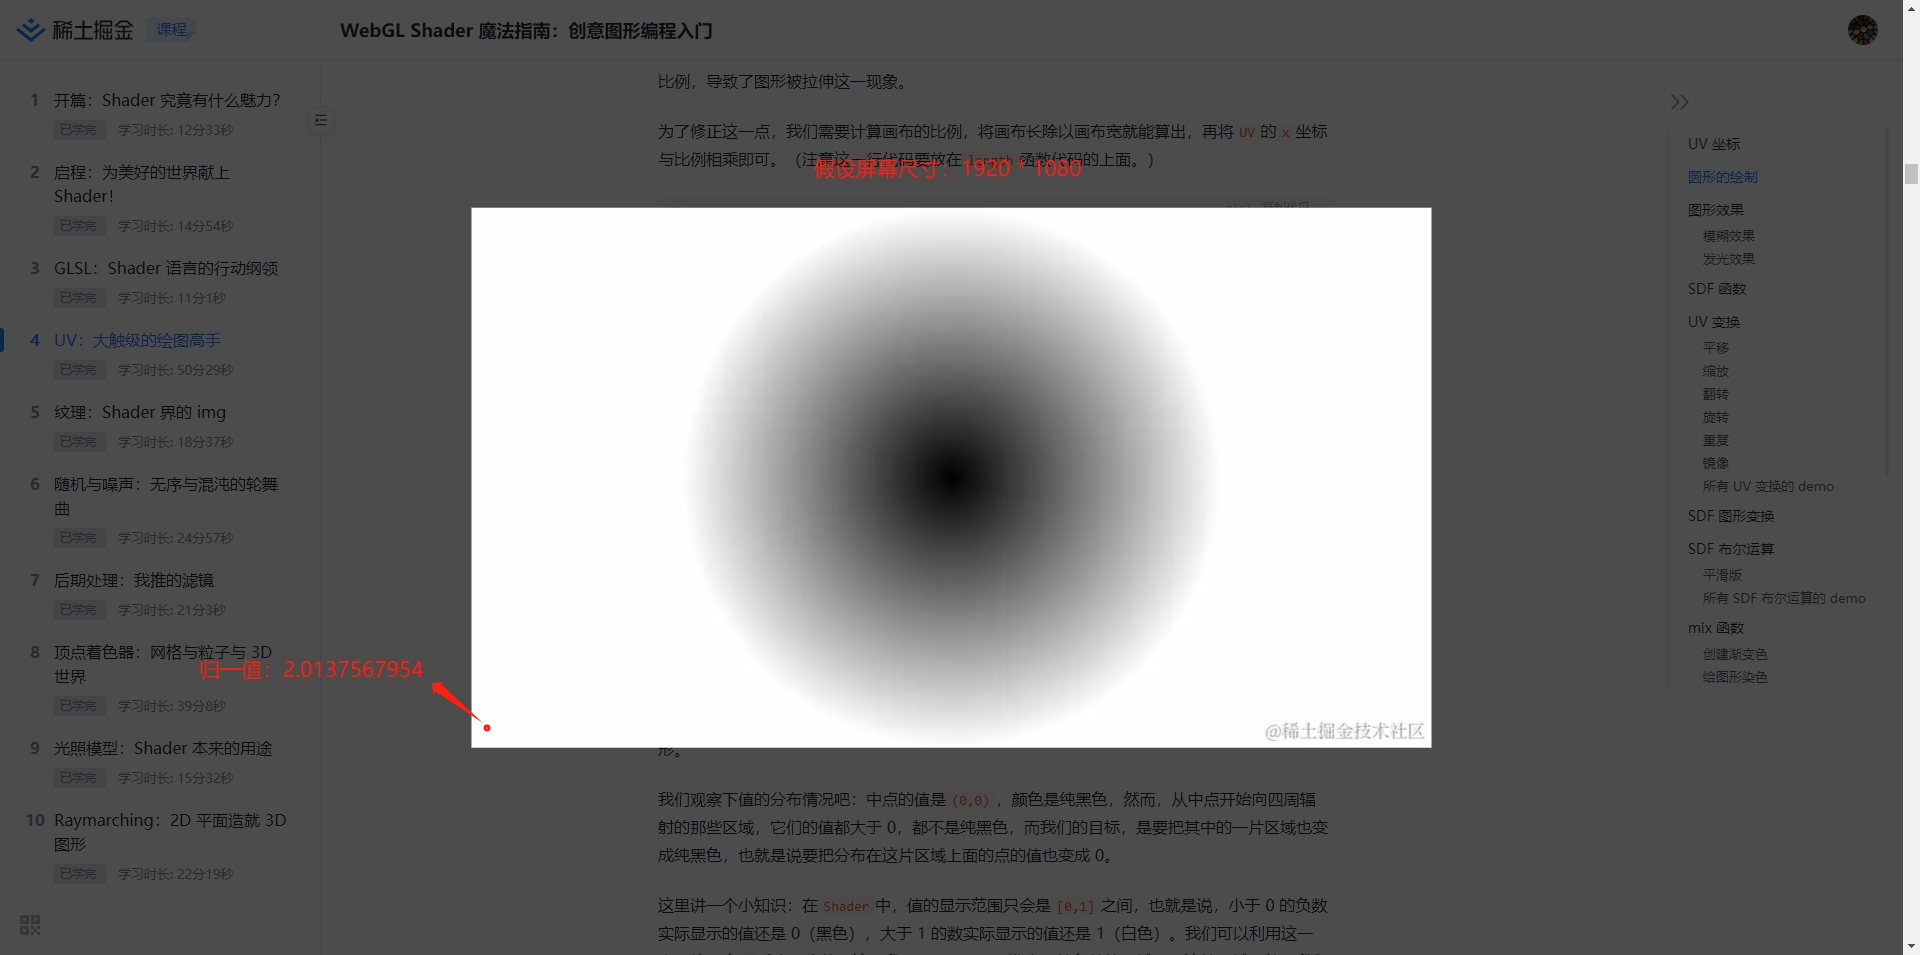 稀土掘金 课程
WebGL Shader 魔法指南：创意图形编程入门
1 开篇：Shader 究竟有什么魅力？
已学完 学习时长: 12分33秒
2 启程：为美好的世界献上
Shader！
已学完 学习时长: 14分54秒
3 GLSL：Shader 语言的行动纲领
已学完 学习时长: 11分1秒
4 UV：大触级的绘图高手
已学完 学习时长: 50分29秒
5 纹理：Shader 界的 img
已学完 学习时长: 18分37秒
6 随机与噪声：无序与混沌的轮舞
曲
已学完 学习时长: 24分57秒
7 后期处理：我推的滤镜
已学完 学习时长: 21分3秒
8 顶点着色器：网格与粒子与 3D
世界
已学完 学习时长: 39分8秒
9 光照模型：Shader 本来的用途
已学完 学习时长: 15分32秒
10 Raymarching：2D 平面造就 3D
图形
已学完 学习时长: 22分19秒
比例，导致了图形被拉伸这一现象。
为了修正这一点，我们需要计算画布的比例，将画布长除以画布宽就能算出，再将 UV 的 x 坐标
与比例相乘即可。（注意这一行代码要放在 length 函数代码的上面。）
假设屏幕尺寸：1920 * 1080
归一值：2.0137567954
@稀土掘金技术社区
形。
我们观察下值的分布情况吧：中点的值是 (0,0) ，颜色是纯黑色，然而，从中点开始向四周辐
射的那些区域，它们的值都大于 0，都不是纯黑色，而我们的目标，是要把其中的一片区域也变
成纯黑色，也就是说要把分布在这片区域上面的点的值也变成 0。
这里讲一个小知识：在 Shader 中，值的显示范围只会是 [0,1] 之间，也就是说，小于 0 的负数
实际显示的值还是 0（黑色），大于 1 的数实际显示的值还是 1（白色）。我们可以利用这一
UV 坐标
圆形的绘制
图形效果
模糊效果
发光效果
SDF 函数
UV 变换
平移
缩放
翻转
旋转
重复
镜像
所有 UV 变换的 demo
SDF 图形变换
SDF 布尔运算
平滑版
所有 SDF 布尔运算的 demo
mix 函数
创建渐变色
给图形染色